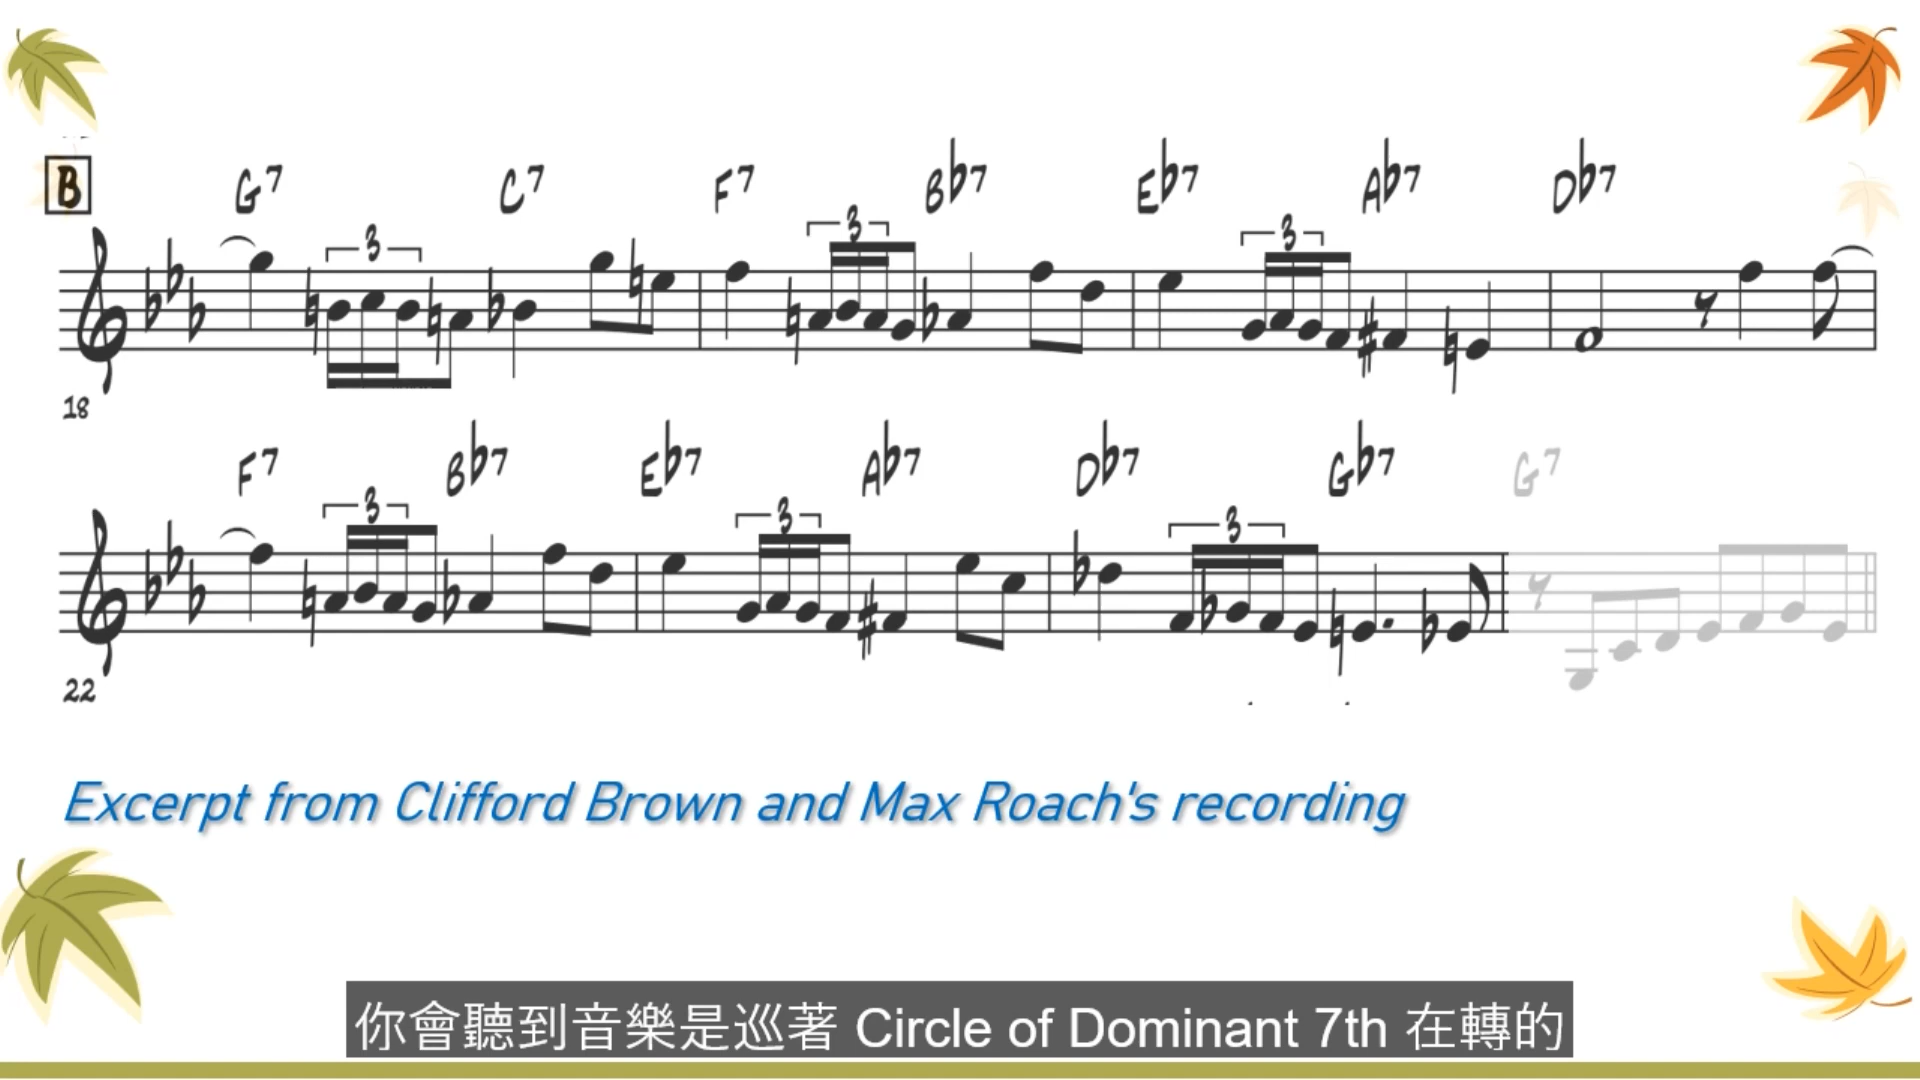 B G7 C7 F7 Bb7 Eb7 Ab7 Db7
3 3 3
18
F7 Bb7 Eb7 Ab7 Db7 Gb7 G7
3 3 3
22
Excerpt from Clifford Brown and Max Roach's recording
你會聽到音樂是巡著 Circle of Dominant 7th 在轉的